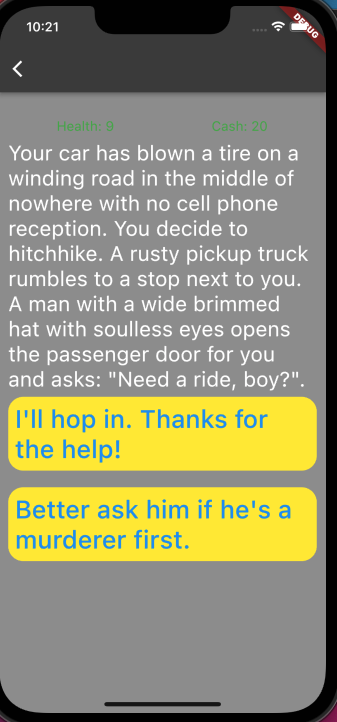 10:21
DEBUG
Health: 9 Cash: 20
Your car has blown a tire on a
winding road in the middle of
nowhere with no cell phone
reception. You decide to
hitchhike. A rusty pickup truck
rumbles to a stop next to you.
A man with a wide brimmed
hat with soulless eyes opens
the passenger door for you
and asks: "Need a ride, boy?".
I'll hop in. Thanks for
the help!
Better ask him if he's a
murderer first.